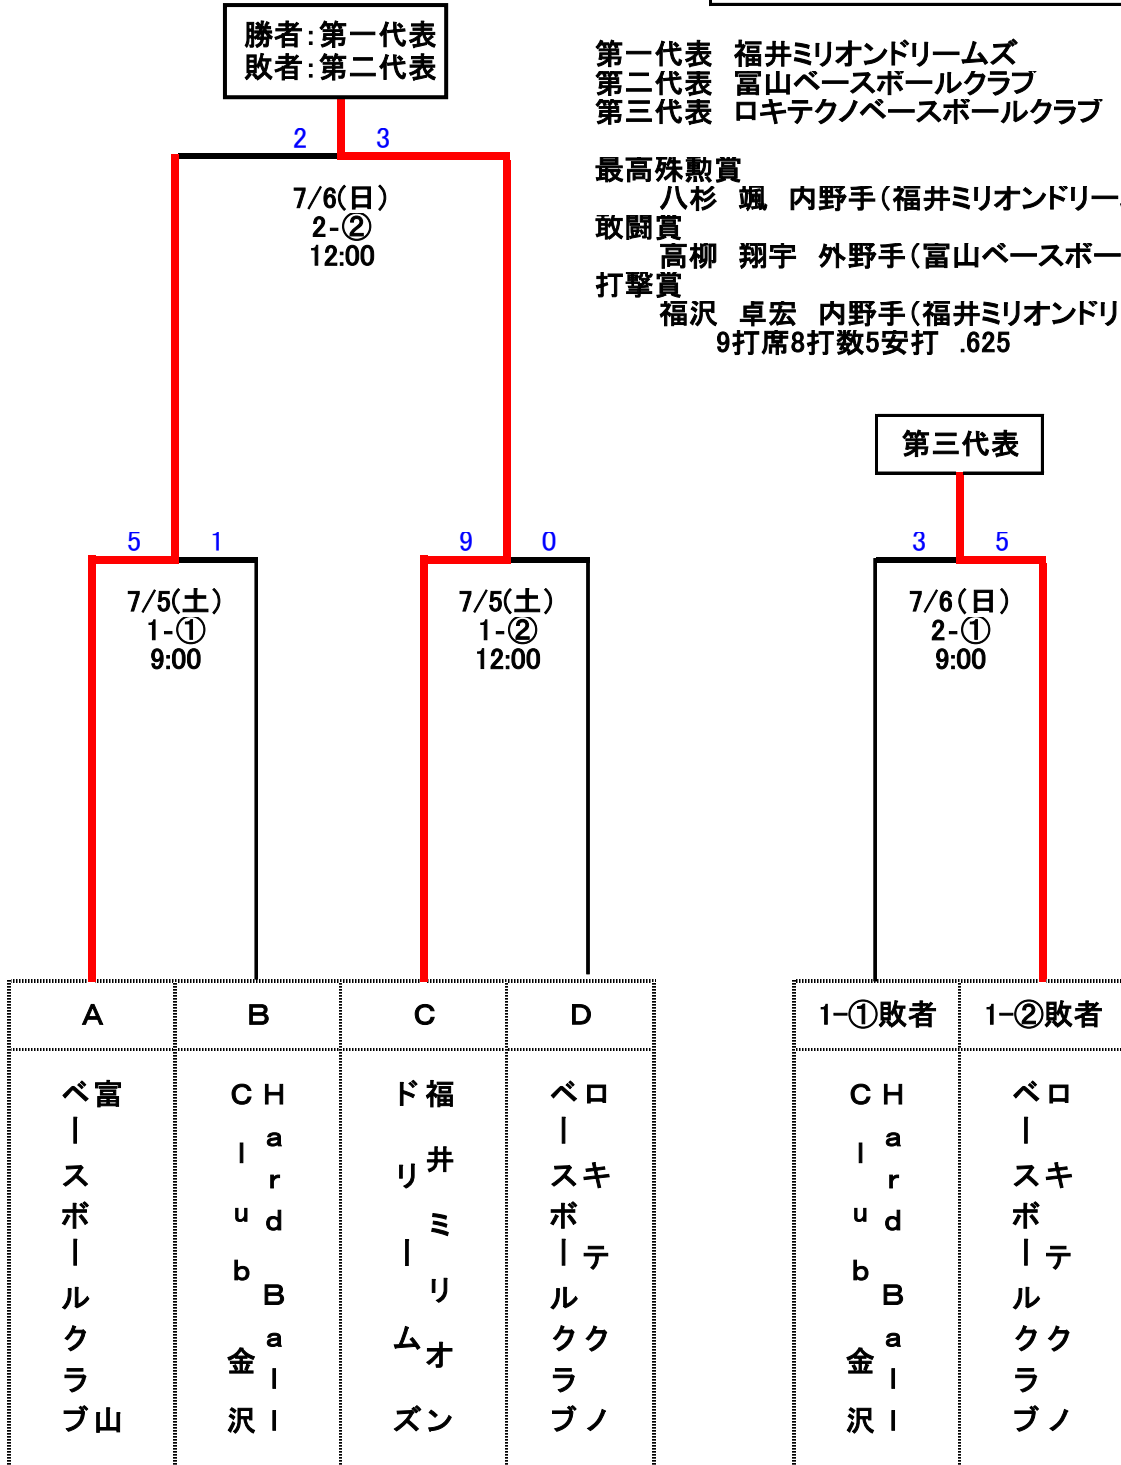 勝者：第一代表
敗者：第二代表
第一代表　福井ミリオンドリームズ
第二代表　冨山ベースボールクラブ
第三代表　ロキテクノベースボールクラブ
最高殊勲賞
八杉　颯　内野手（福井ミリオンドリー
敢闘賞
高柳　翔宇　外野手（富山ベースボー
打撃賞
福沢　卓宏　内野手（福井ミリオンドリ
9打席8打数5安打　.625
2 3
7/6(日)
2-②
12:00
第三代表
5 1
7/5(土)
1-①
9:00
9 0
7/5(土)
1-②
12:00
3 5
7/6(日)
2-①
9:00
A
B
C
D
1-①敗者
1-②敗者
富山
ベースボールクラブ
Hard Ball
Club 金沢
福井ミリオン
ドリームズ
ロキテクノ
ベースボールクラブ
Hard Ball
Club 金沢
ロキテクノ
ベースボールクラブ